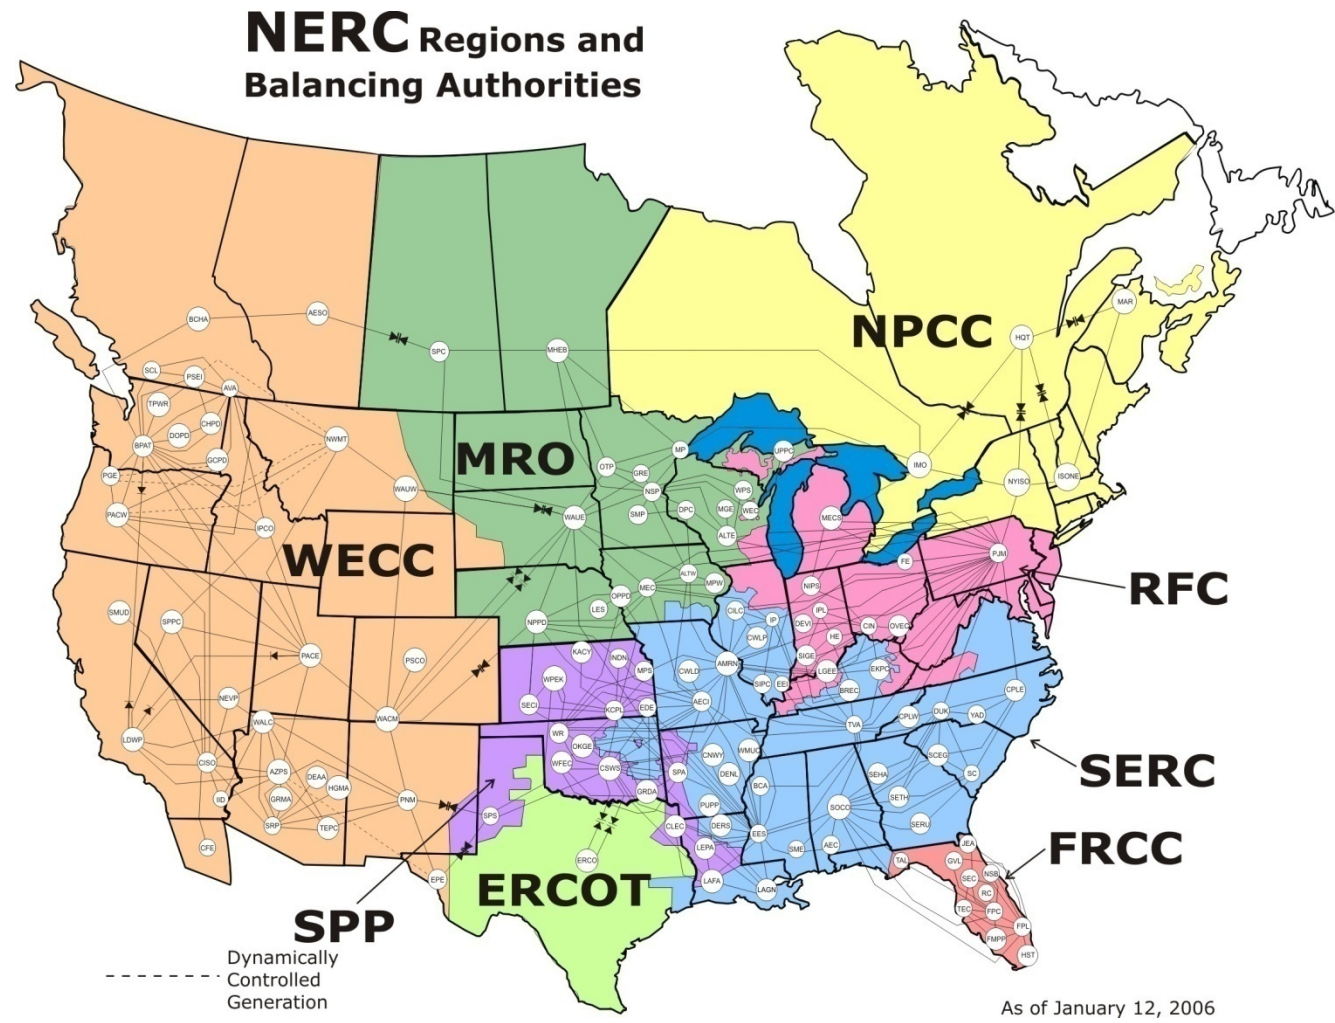 NERC Regions and
Balancing Authorities
BCHA
AESO
SPC
MHEB
NPCC
HQT
MAR
SCL
PSEI
AVA
TPWR
CHPD
DOPD
BPAT
GCPD
NWMT
PGE
PACW
WAUW
IPCO
MRO
OTP
GRE
NSP
MP
UPPC
IMO
NYISO
ISONE
WAUE
SMP
DPC
WPS
MGE
WEC
ALTE
MECS
WECC
PJM
FE
RFC
SMUD
SPPC
PACE
PSCO
NEVP
WALC
WACM
LDWP
CISO
NPPD
LES
OPPD
MEC
ALTW
MPW
NIPS
CILC
IP
CWLP
IPL
DEVI
HE
CIN
OVEC
SIGE
LGEE
EKPC
BREC
KACY
INDN
MPS
WPEK
SECI
KCPL
EDE
CWLD
AMRN
AECI
SIPC
EEI
TVA
CPLW
DUK
YAD
CPLE
SCEG
SC
SERC
AZPS
DEAA
HGMA
GRMA
SRP
TEPC
IID
CFE
PNM
EPE
SPS
WR
OKGE
WFEC
CSWS
GRDA
SPA
CNWY
WMUC
DENL
BCA
PUPP
DERS
CLEC
LEPA
LAFA
LAGN
EES
SME
AEC
SOCO
SEHA
SETH
SERU
FRCC
ERCO
ERCOT
SPP
TAL
JEA
GVL
NSB
SEC
RC
TEC
FPC
FPL
FMPP
HST
Dynamically
Controlled
Generation
As of January 12, 2006